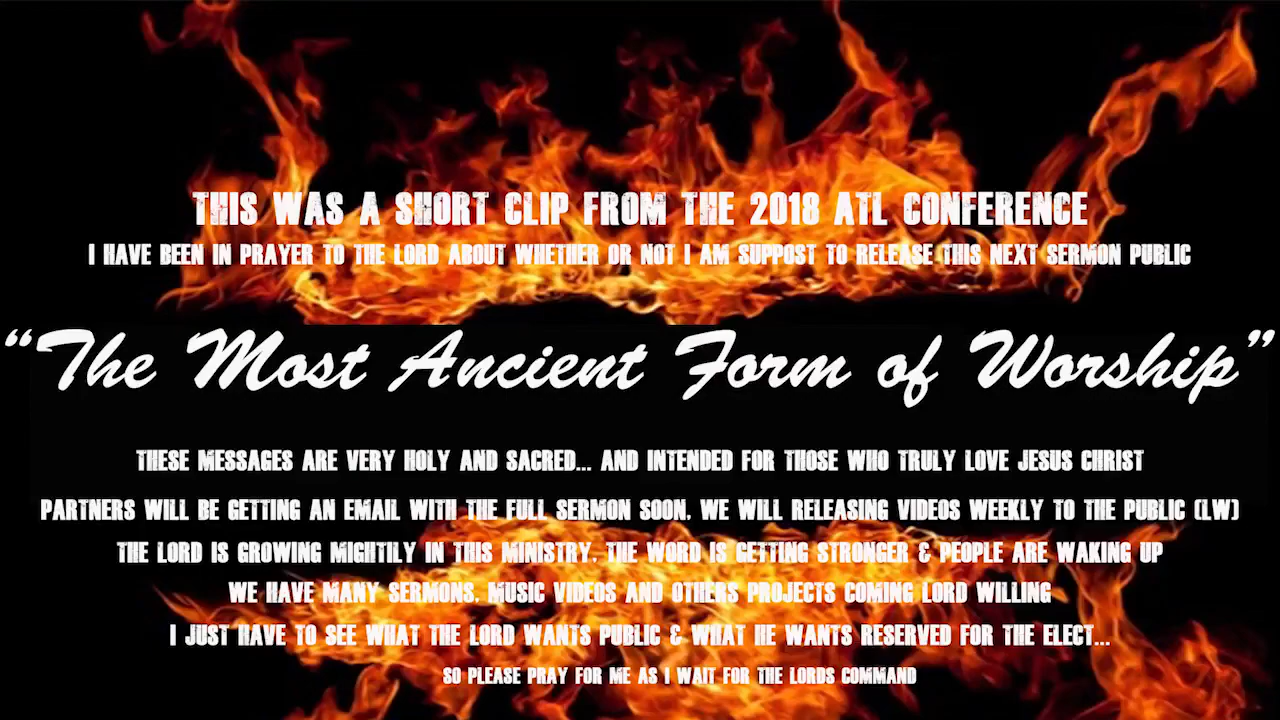 THIS WAS A SHORT CLIP FROM THE 2018 ATL CONFERENCE
I HAVE BEEN IN PRAYER TO THE LORD ABOUT WHETHER OR NOT I AM SUPPOST TO RELEASE THIS NEXT SERMON PUBLIC
“The Most Ancient Form of Worship”
THESE MESSAGES ARE VERY HOLY AND SACRED... AND INTENDED FOR THOSE WHO TRULY LOVE JESUS CHRIST
PARTNERS WILL BE GETTING AN EMAIL WITH THE FULL SERMON SOON, WE WILL RELEASING VIDEOS WEEKLY TO THE PUBLIC (LW)
THE LORD IS GROWING MIGHTILY IN THIS MINISTRY, THE WORD IS GETTING STRONGER & PEOPLE ARE WAKING UP
WE HAVE MANY SERMONS, MUSIC VIDEOS AND OTHERS PROJECTS COMING LORD WILLING
I JUST HAVE TO SEE WHAT THE LORD WANTS PUBLIC & WHAT HE WANTS RESERVED FOR THE ELECT...
SO PLEASE PRAY FOR ME AS I WAIT FOR THE LORDS COMMAND